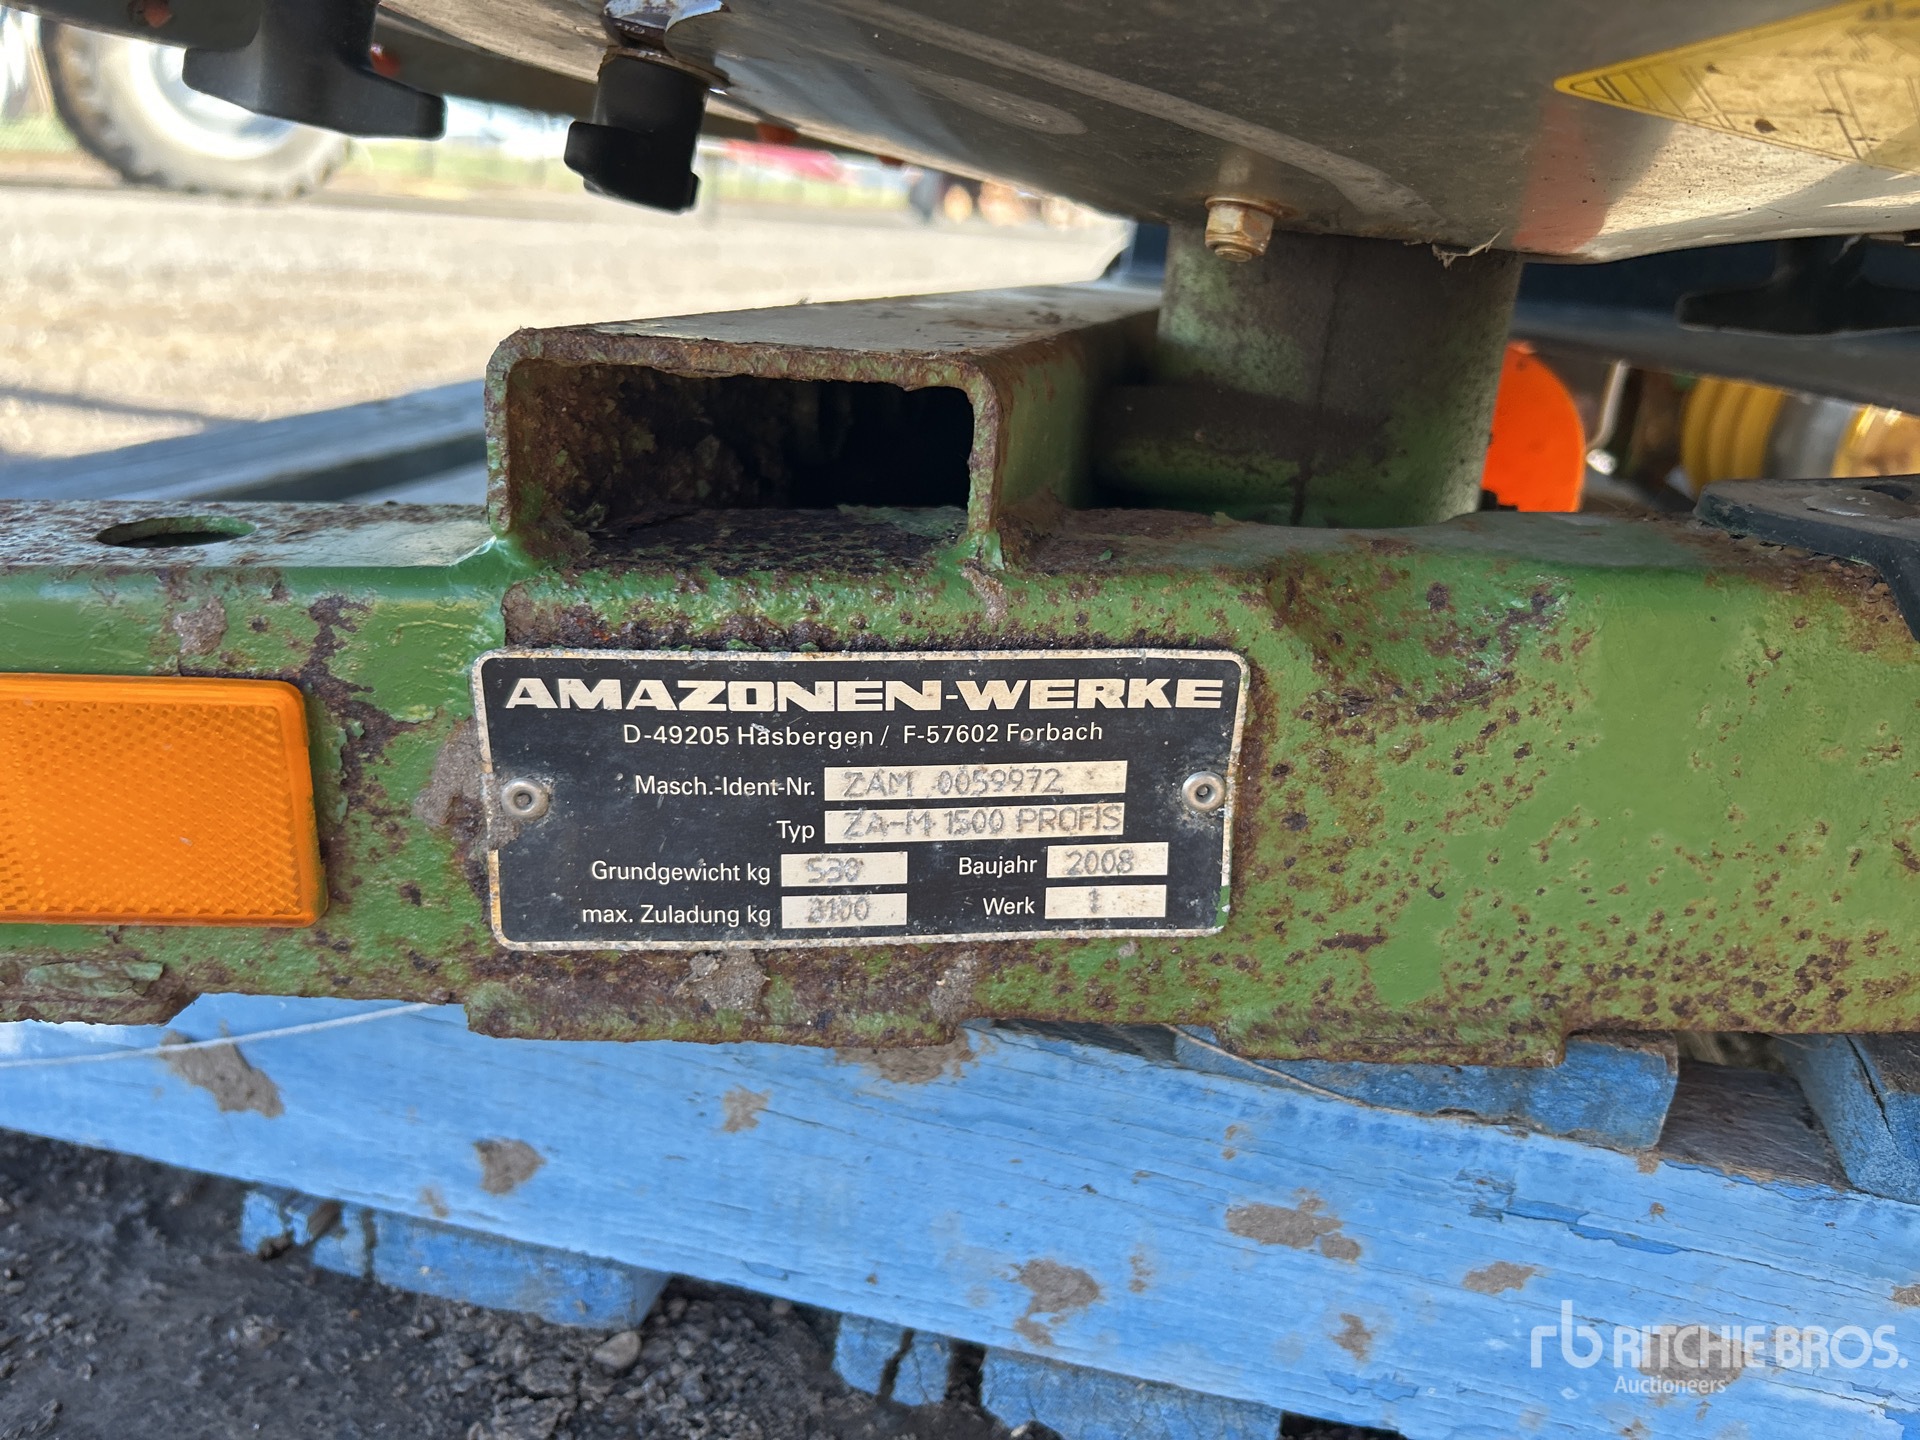 AMAZONEN-WERKE
D-49205 Hasbergen / F-57602 Forbach
Masch.-Ident-Nr. ZAM 0059972
Typ ZA-M 1500 PROFIS
Grundgewicht kg 530 Baujahr 2008
max. Zuladung kg 3100 Werk 1
rb RITCHIE BROS.
Auctioneers